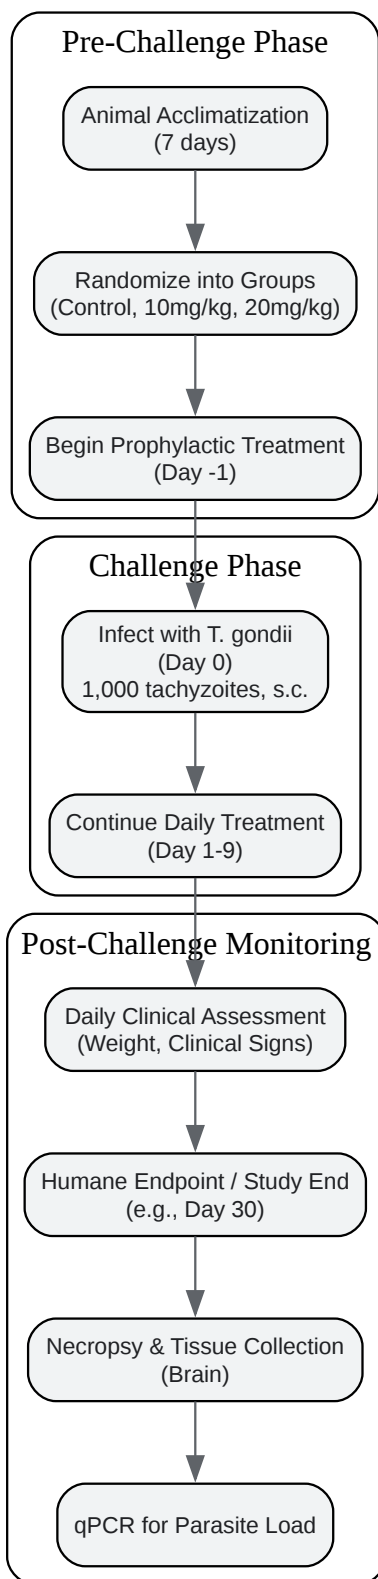 Pre-Challenge Phase
Animal Acclimatization
(7 days)
Randomize into Groups
(Control, 10mg/kg, 20mg/kg)
Begin Prophylactic Treatment
(Day -1)
Challenge Phase
Infect with T. gondii
(Day 0)
1,000 tachyzoites, s.c.
Continue Daily Treatment
(Day 1-9)
Post-Challenge Monitoring
Daily Clinical Assessment
(Weight, Clinical Signs)
Humane Endpoint / Study End
(e.g., Day 30)
Necropsy & Tissue Collection
(Brain)
qPCR for Parasite Load